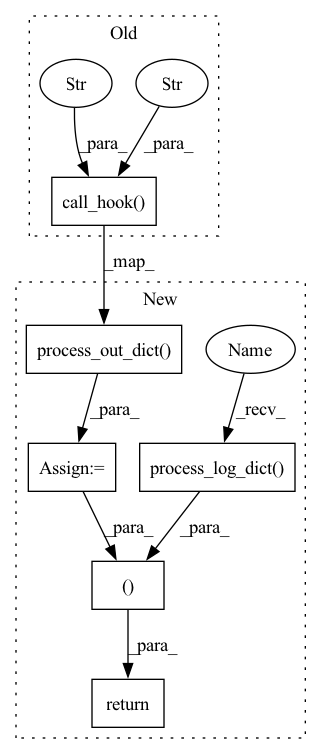 Old
Str Str
_para_ _para_
call_hook()
_map_
New
process_out_dict() Name
_para_ _recv_
Assign:= process_log_dict()
_para_ _para_
()
_para_
return